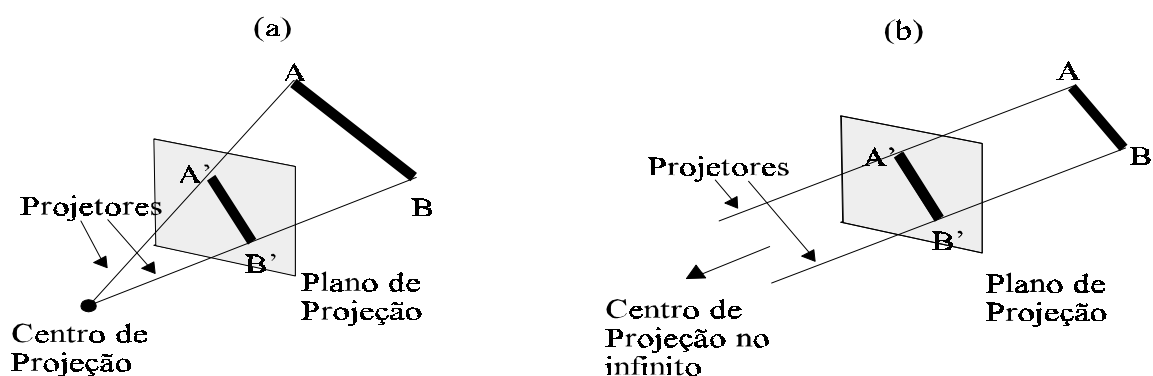 (a)
A
A'
Projetores
B
B'
Plano de
Projeção
Centro de
Projeção
(b)
A
A'
Projetores
B
B'
Plano de
Projeção
Centro de
Projeção no
infinito